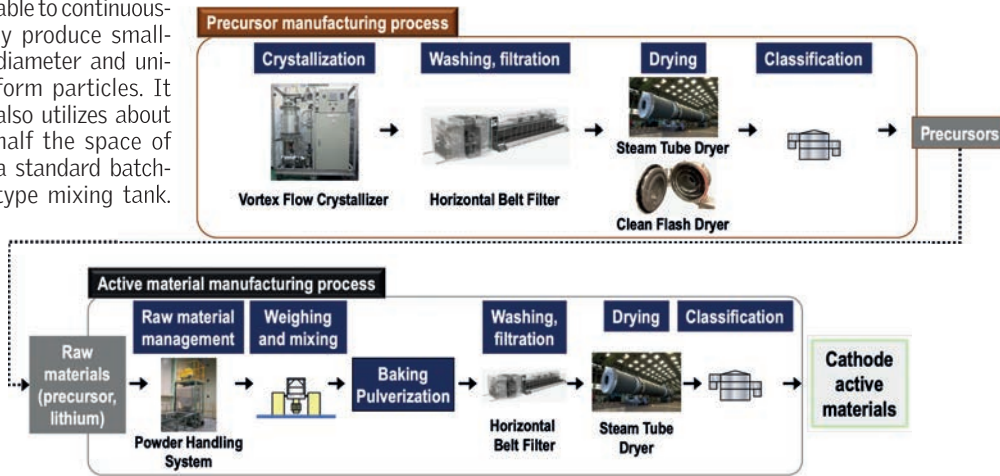 able to continuous-
ly produce small-
diameter and uni-
form particles. It
also utilizes about
half the space of
a standard batch-
type mixing tank.
Precursor manufacturing process
Crystallization
Washing, filtration
Drying
Classification
Vortex Flow Crystallizer
Horizontal Belt Filter
Steam Tube Dryer
Clean Flash Dryer
Precursors
Active material manufacturing process
Raw
materials
(precursor,
lithium)
Raw material
management
Powder Handling
System
Weighing
and mixing
Baking
Pulverization
Washing,
filtration
Horizontal
Belt Filter
Drying
Steam Tube
Dryer
Classification
Cathode
active
materials